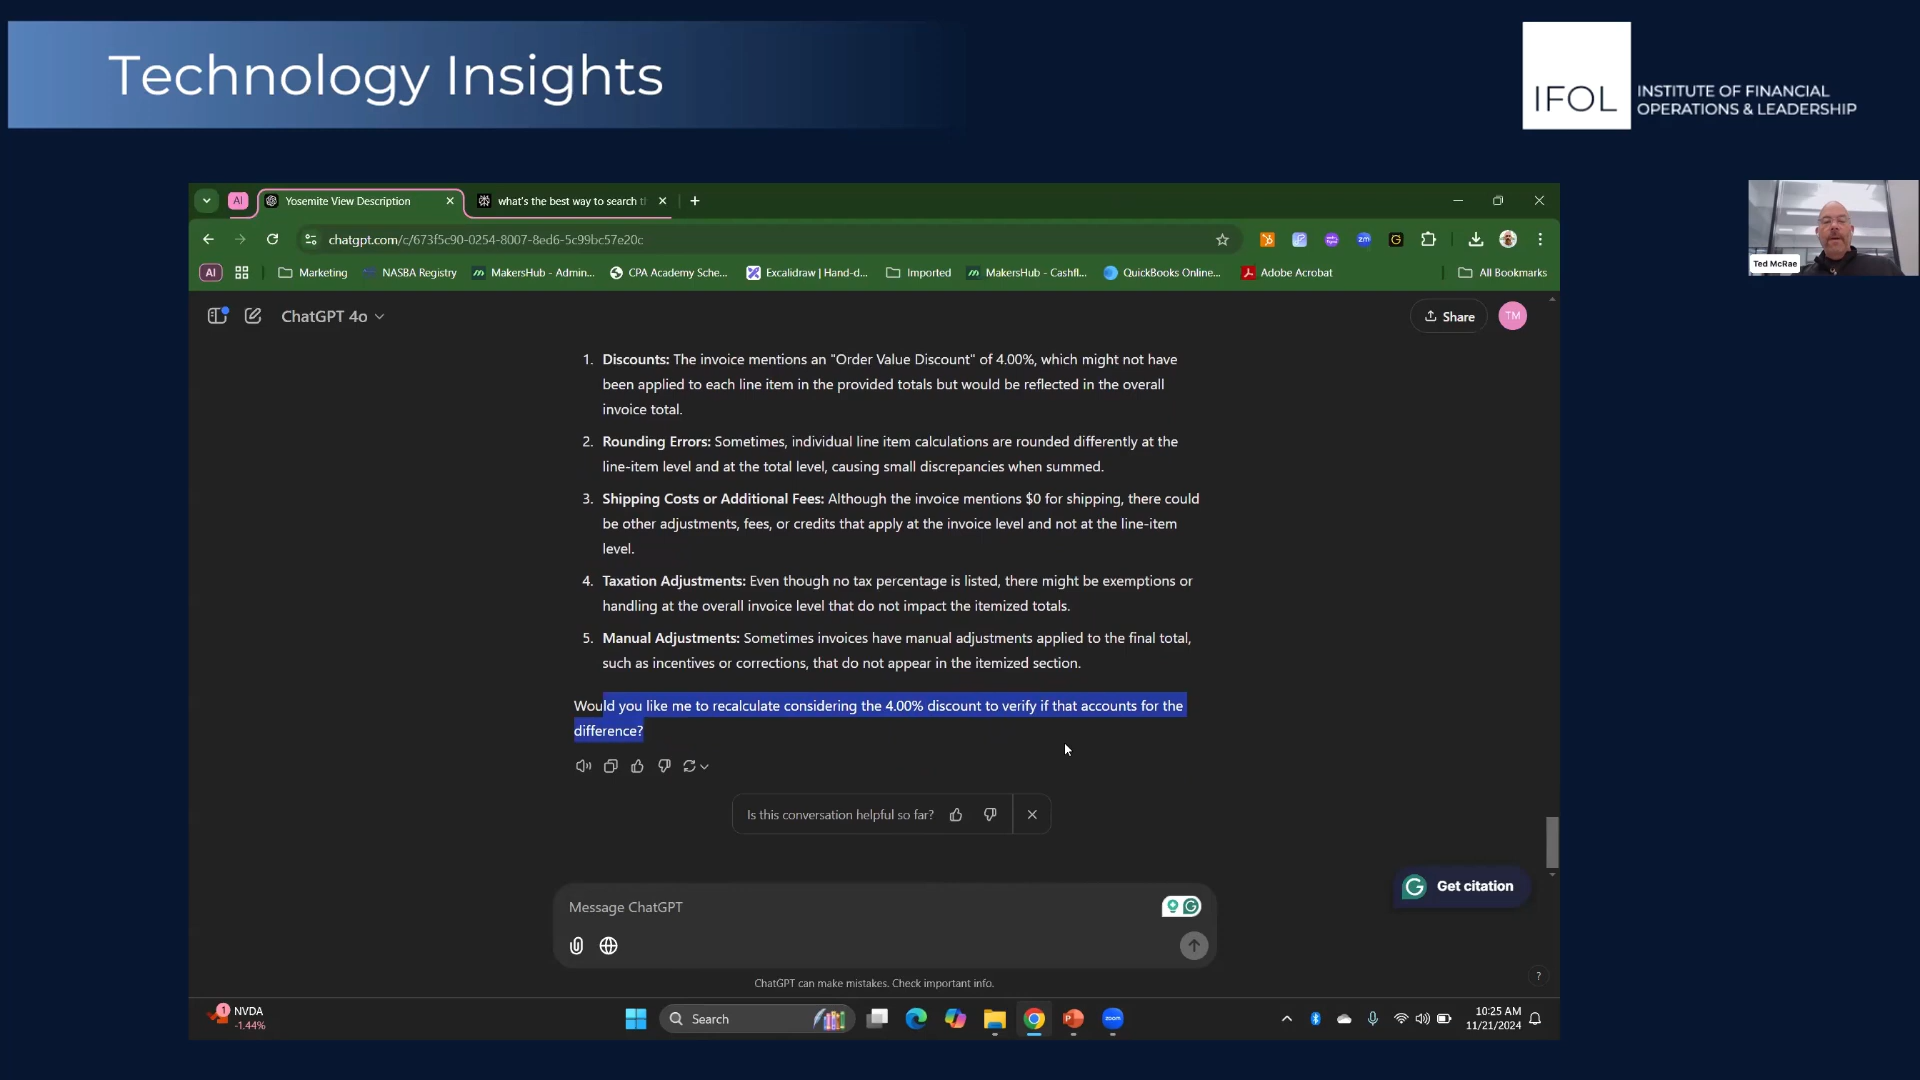 Technology Insights
IFOL
INSTITUTE OF FINANCIAL
OPERATIONS & LEADERSHIP
Ted McRae
AI
Yosemite View Description
what's the best way to search t
chatgpt.com/c/673f5c90-0254-8007-8ed6-5c99bc57e20c
AI
Marketing
NASBA Registry
MakersHub - Admin...
CPA Academy Sche...
Excalidraw | Hand-d...
Imported
MakersHub - Cashfl...
QuickBooks Online...
Adobe Acrobat
All Bookmarks
ChatGPT 4o
Share
TM
1. Discounts: The invoice mentions an "Order Value Discount" of 4.00%, which might not have
been applied to each line item in the provided totals but would be reflected in the overall
invoice total.
2. Rounding Errors: Sometimes, individual line item calculations are rounded differently at the
line-item level and at the total level, causing small discrepancies when summed.
3. Shipping Costs or Additional Fees: Although the invoice mentions $0 for shipping, there could
be other adjustments, fees, or credits that apply at the invoice level and not at the line-item
level.
4. Taxation Adjustments: Even though no tax percentage is listed, there might be exemptions or
handling at the overall invoice level that do not impact the itemized totals.
5. Manual Adjustments: Sometimes invoices have manual adjustments applied to the final total,
such as incentives or corrections, that do not appear in the itemized section.
Would you like me to recalculate considering the 4.00% discount to verify if that accounts for the
difference?
Is this conversation helpful so far?
Get citation
Message ChatGPT
ChatGPT can make mistakes. Check important info.
?
1
NVDA
-1.44%
Search
zoom
10:25 AM
11/21/2024